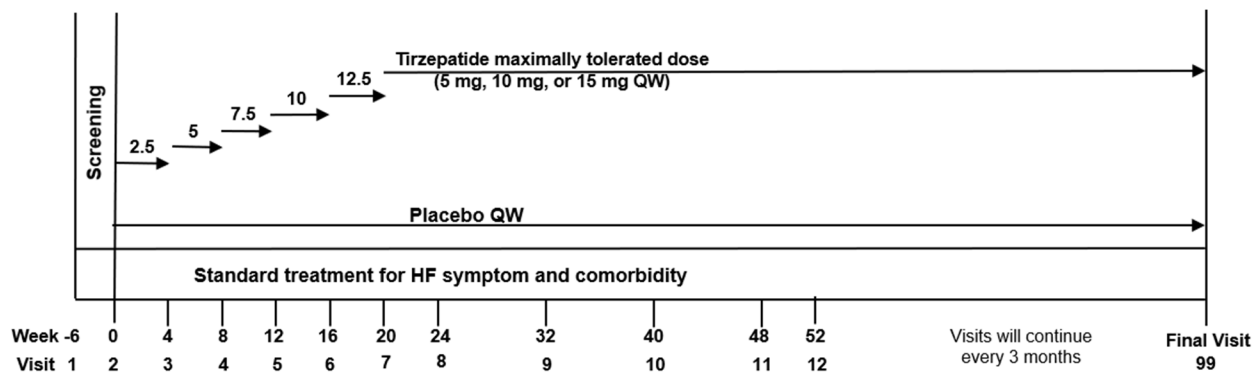 Screening
2.5
5
7.5
10
12.5
Tirzepatide maximally tolerated dose
(5 mg, 10 mg, or 15 mg QW)
Placebo QW
Standard treatment for HF symptom and comorbidity
Week -6 0 4 8 12 16 20 24 32 40 48 52
Visits will continue
every 3 months
Final Visit
Visit 1 2 3 4 5 6 7 8 9 10 11 12 99